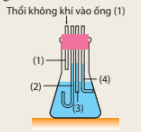 Thổi không khí vào ống (1)
(1)
(2)
(4)
(3)